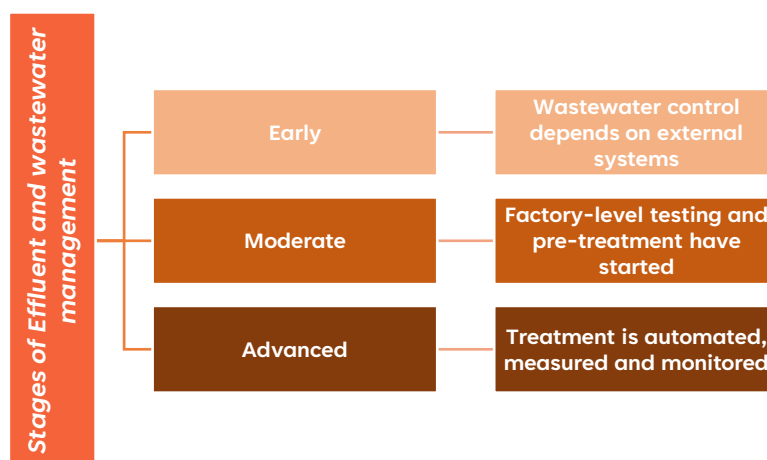 Stages of Effluent and wastewater
management
Early
Wastewater control
depends on external
systems
Moderate
Factory-level testing and
pre-treatment have
started
Advanced
Treatment is automated,
measured and monitored